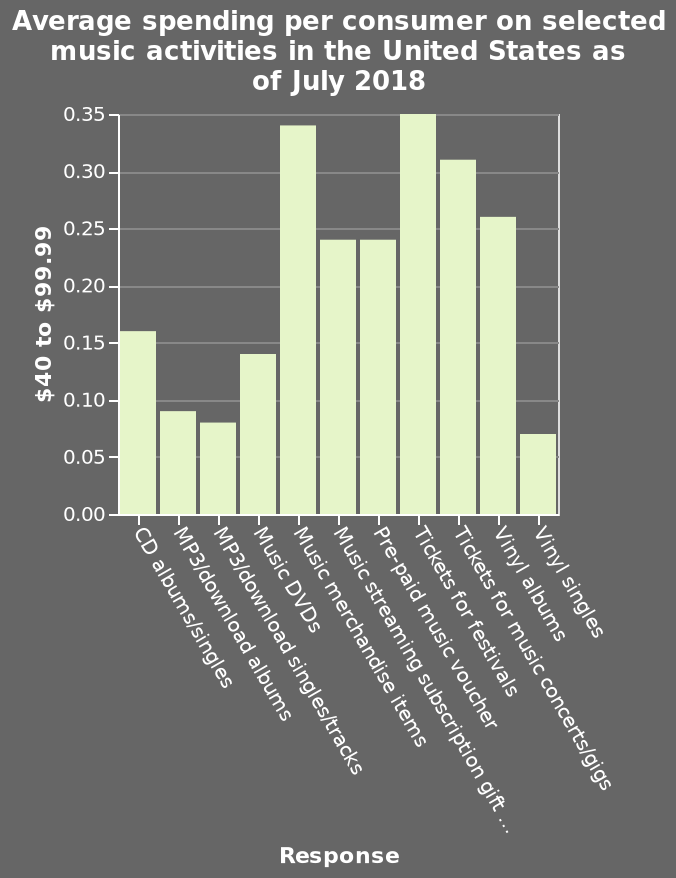 Average spending per consumer on selected
music activities in the United States as
of July 2018
$40 to $99.99
0.35
0.30
0.25
0.20
0.15
0.10
0.05
0.00
CD albums/singles
MP3/download albums
MP3/download singles/tracks
Music DVDs
Music merchandise items
Music streaming subscription gift ...
Pre-paid music voucher
Tickets for festivals
Tickets for music concerts/gigs
Vinyl albums
Vinyl singles
Response